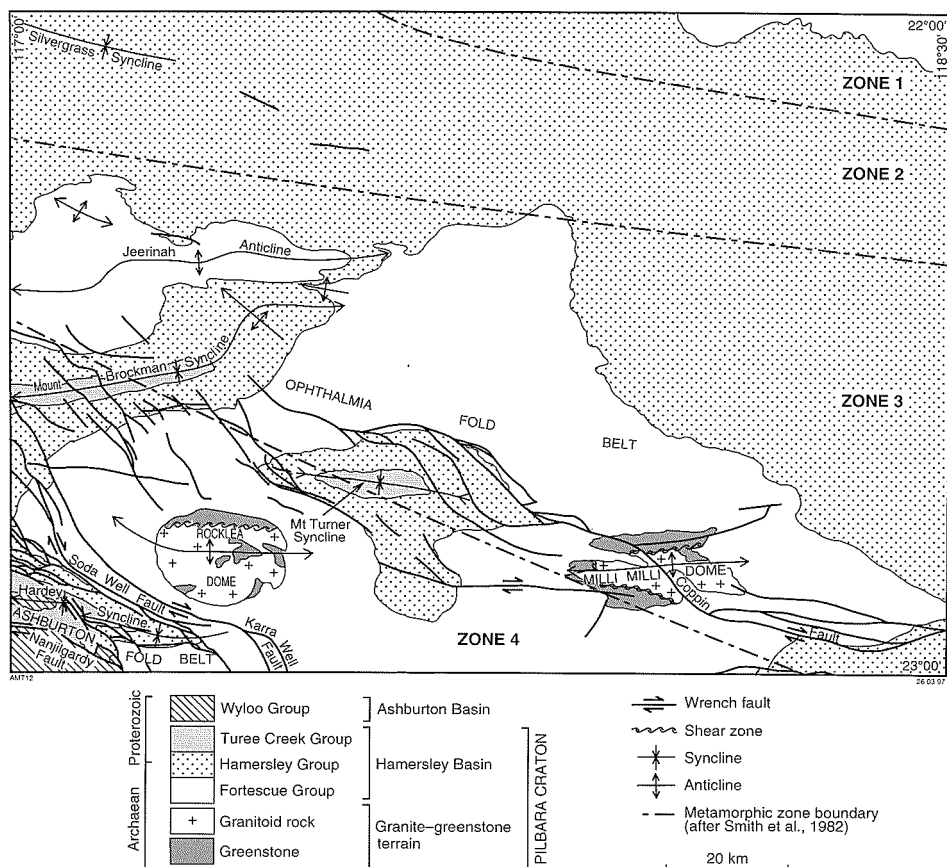 117°00'
22°00'
118°30'
Silvergrass
Syncline
ZONE 1
ZONE 2
Jeerinah
Anticline
Mount
Brockman
Syncline
ZONE 3
OPHTHALMIA
FOLD
BELT
Mt Turner
Syncline
ROCKLEA
DOME
MILLI MILLI
DOME
Coppin
Fault
Soda Well Fault
Hardey
Syncline
ASHBURTON
FOLD
BELT
Nanjilgardy
Fault
Karra Well
Fault
ZONE 4
23°00'
AMT12
26 03 97
Proterozoic
Archaean
Wyloo Group
Turee Creek Group
Hamersley Group
Fortescue Group
Granitoid rock
Greenstone
Ashburton Basin
Hamersley Basin
Granite–greenstone
terrain
PILBARA CRATON
Wrench fault
Shear zone
Syncline
Anticline
Metamorphic zone boundary
(after Smith et al., 1982)
20 km